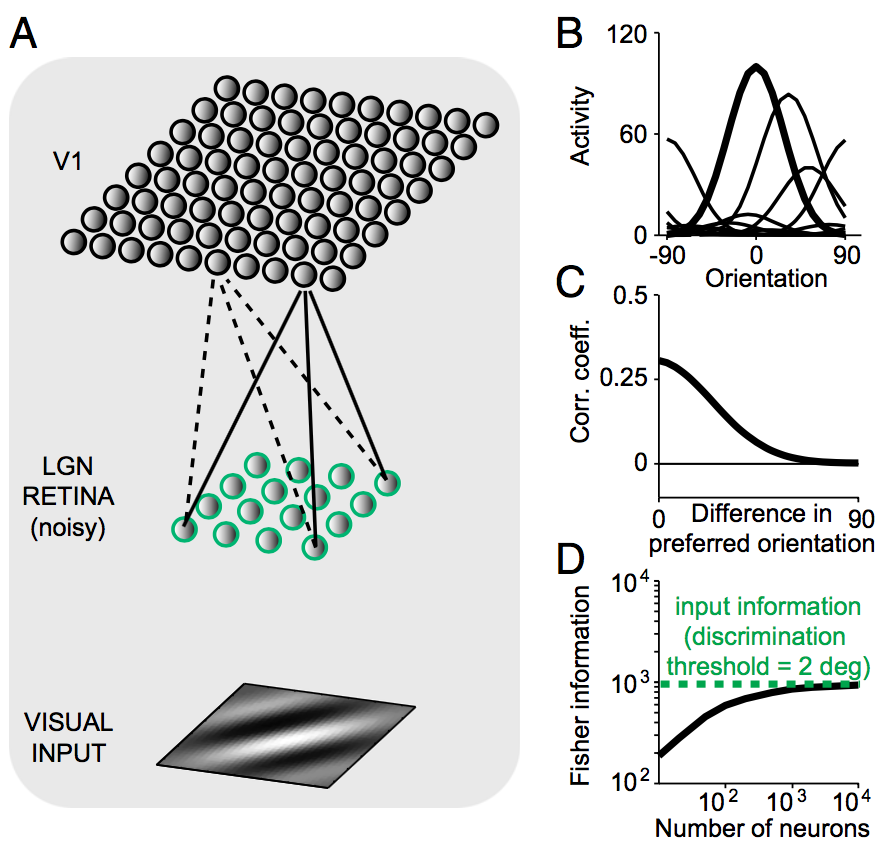 A
V1
LGN
RETINA
(noisy)
VISUAL
INPUT
B
120
60
0
Activity
-90
0
90
Orientation
C
0.5
0.25
0
Corr. coeff.
0
90
Difference in
preferred orientation
D
10^4
10^3
10^2
Fisher information
input information
(discrimination
threshold = 2 deg)
10^2
10^3
10^4
Number of neurons